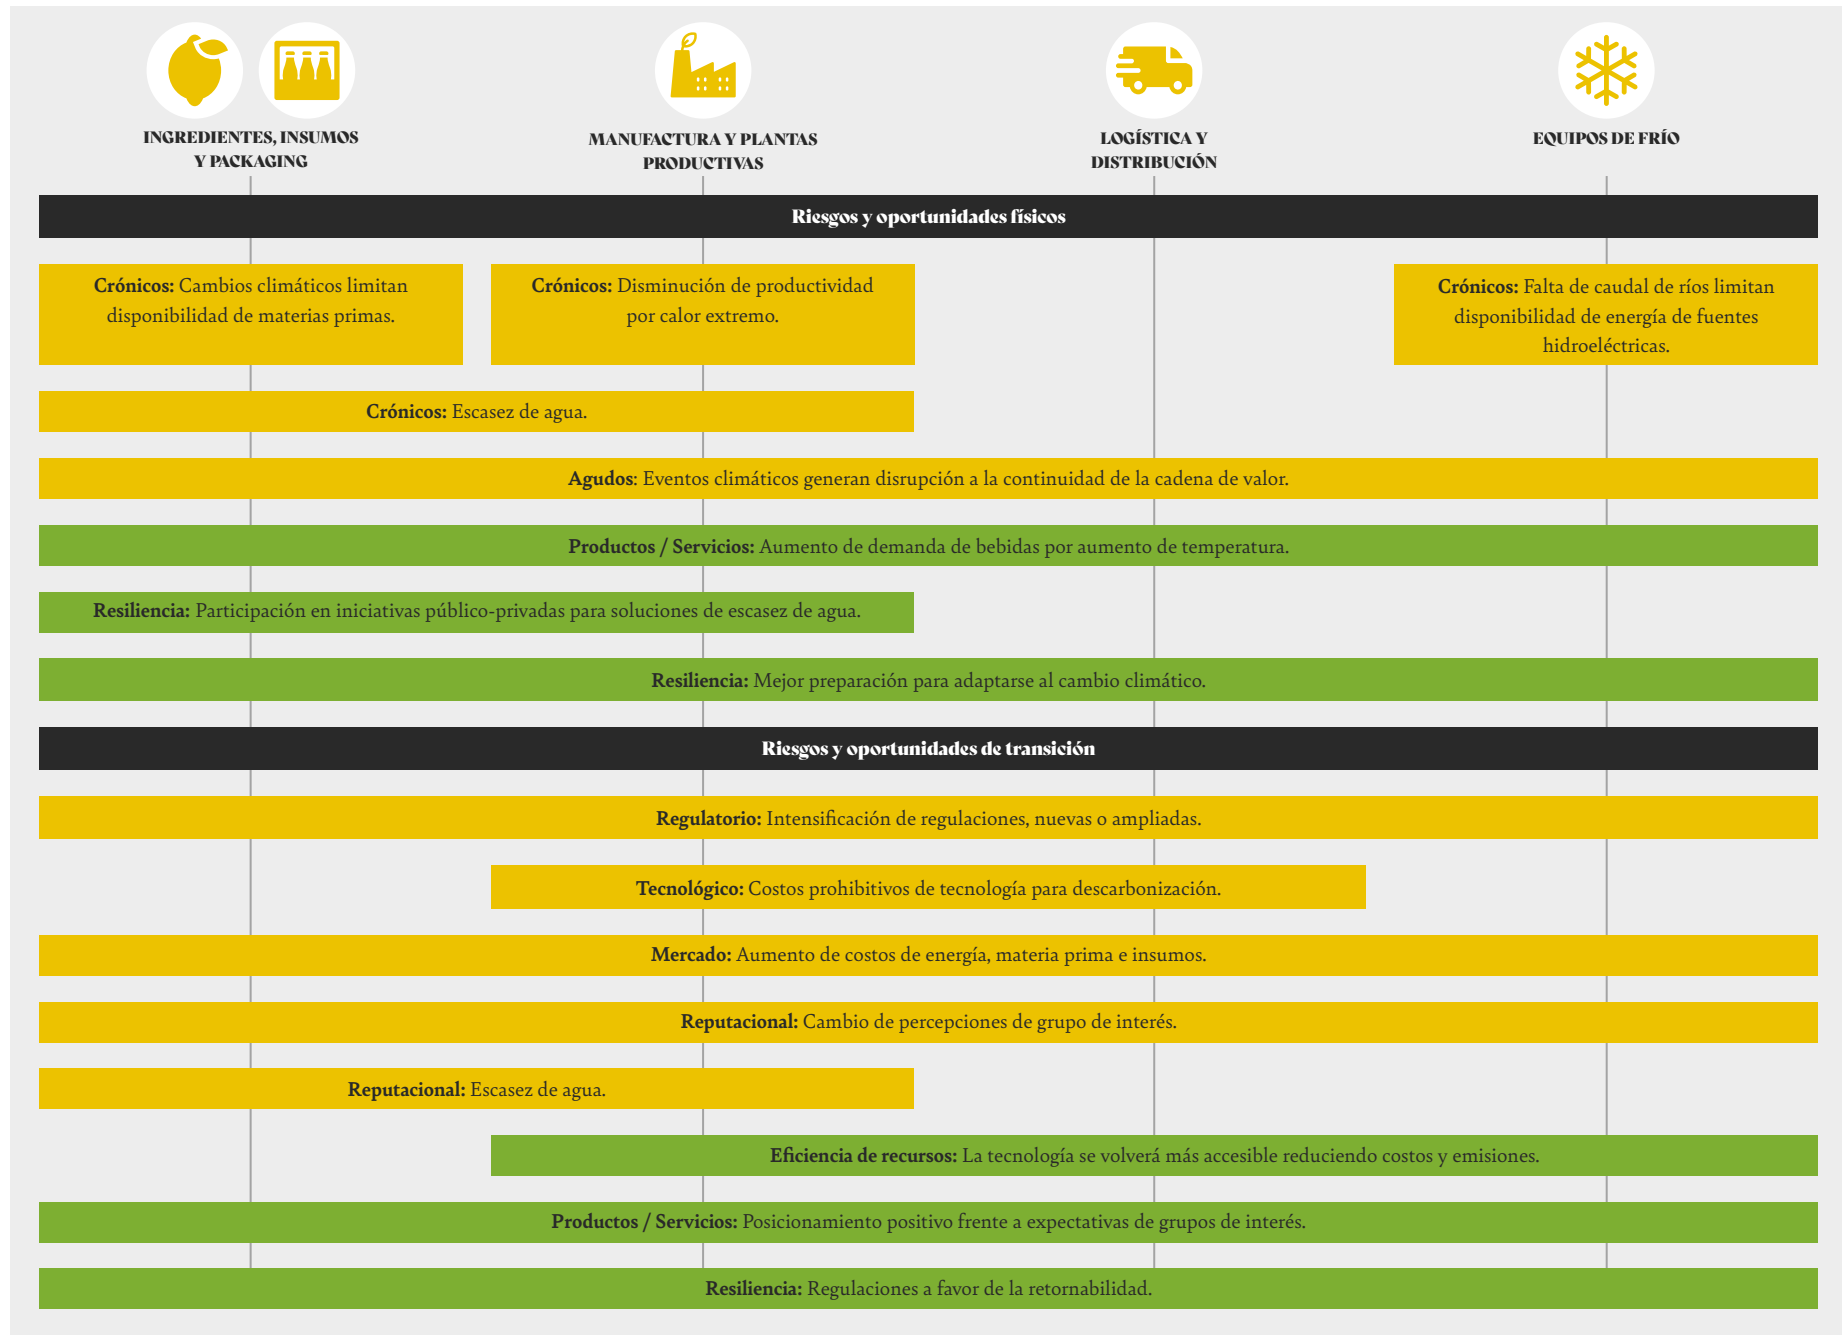 INGREDIENTES, INSUMOS
Y PACKAGING
MANUFACTURA Y PLANTAS
PRODUCTIVAS
LOGÍSTICA Y
DISTRIBUCIÓN
EQUIPOS DE FRÍO
Riesgos y oportunidades físicos
Crónicos: Cambios climáticos limitan
disponibilidad de materias primas.
Crónicos: Disminución de productividad
por calor extremo.
Crónicos: Falta de caudal de ríos limitan
disponibilidad de energía de fuentes
hidroeléctricas.
Crónicos: Escasez de agua.
Agudos: Eventos climáticos generan disrupción a la continuidad de la cadena de valor.
Productos / Servicios: Aumento de demanda de bebidas por aumento de temperatura.
Resiliencia: Participación en iniciativas público-privadas para soluciones de escasez de agua.
Resiliencia: Mejor preparación para adaptarse al cambio climático.
Riesgos y oportunidades de transición
Regulatorio: Intensificación de regulaciones, nuevas o ampliadas.
Tecnológico: Costos prohibitivos de tecnología para descarbonización.
Mercado: Aumento de costos de energía, materia prima e insumos.
Reputacional: Cambio de percepciones de grupo de interés.
Reputacional: Escasez de agua.
Eficiencia de recursos: La tecnología se volverá más accesible reduciendo costos y emisiones.
Productos / Servicios: Posicionamiento positivo frente a expectativas de grupos de interés.
Resiliencia: Regulaciones a favor de la retornabilidad.